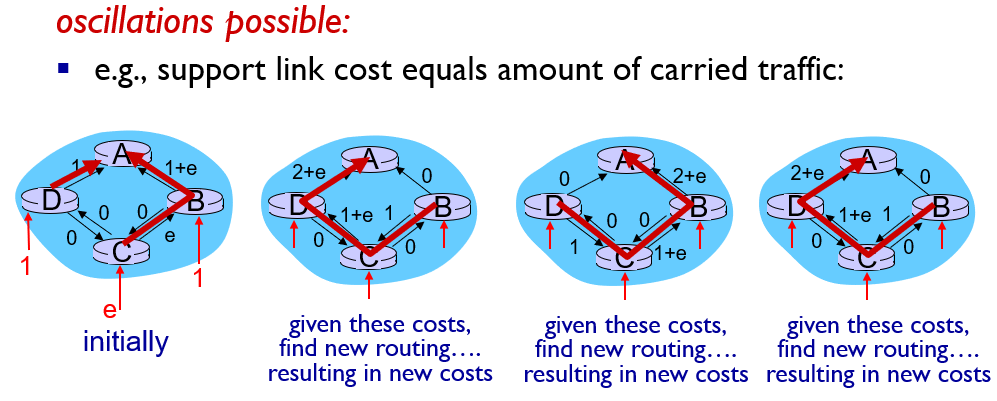 oscillations possible:
▪ e.g., support link cost equals amount of carried traffic:
A
1
1+e
D
B
0
0
0
e
C
1
1
e
initially
A
2+e
0
D
B
1+e
1
0
0
C
given these costs,
find new routing….
resulting in new costs
A
0
2+e
D
B
0
0
1
1+e
C
given these costs,
find new routing….
resulting in new costs
A
2+e
0
D
B
1+e
1
0
0
C
given these costs,
find new routing….
resulting in new costs